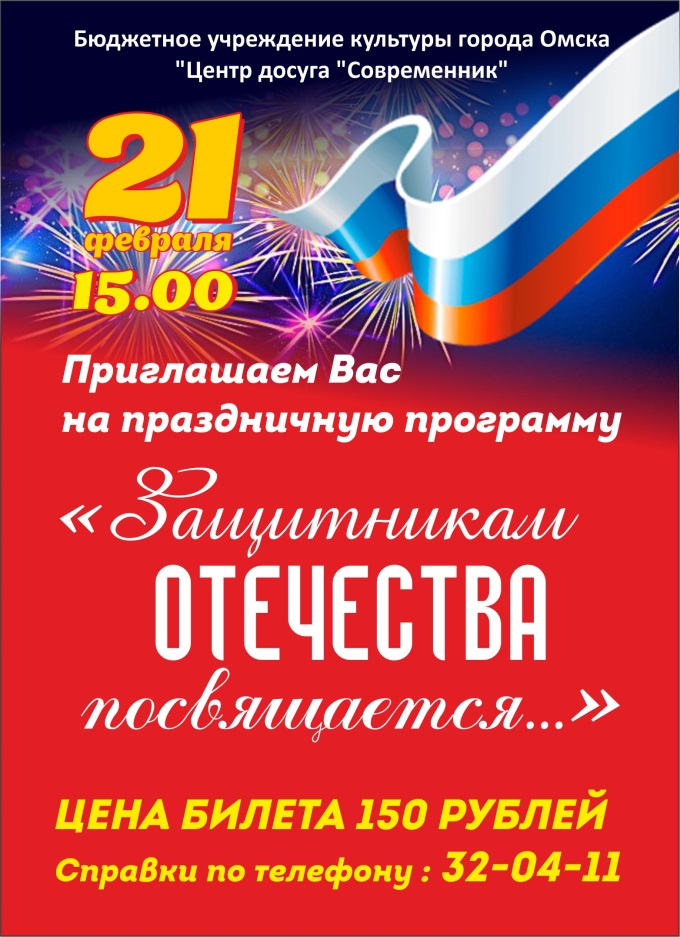 Бюджетное учреждение культуры города Омска
"Центр досуга "Современник"
21
февраля
15.00
Приглашаем Вас
на праздничную программу
«Защитникам
ОТЕЧЕСТВА
посвящается...»
ЦЕНА БИЛЕТА 150 РУБЛЕЙ
Справки по телефону : 32-04-11